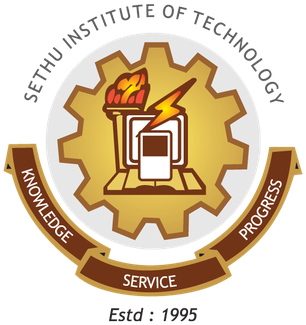 SETHU INSTITUTE OF TECHNOLOGY
KNOWLEDGE
SERVICE
PROGRESS
Estd : 1995